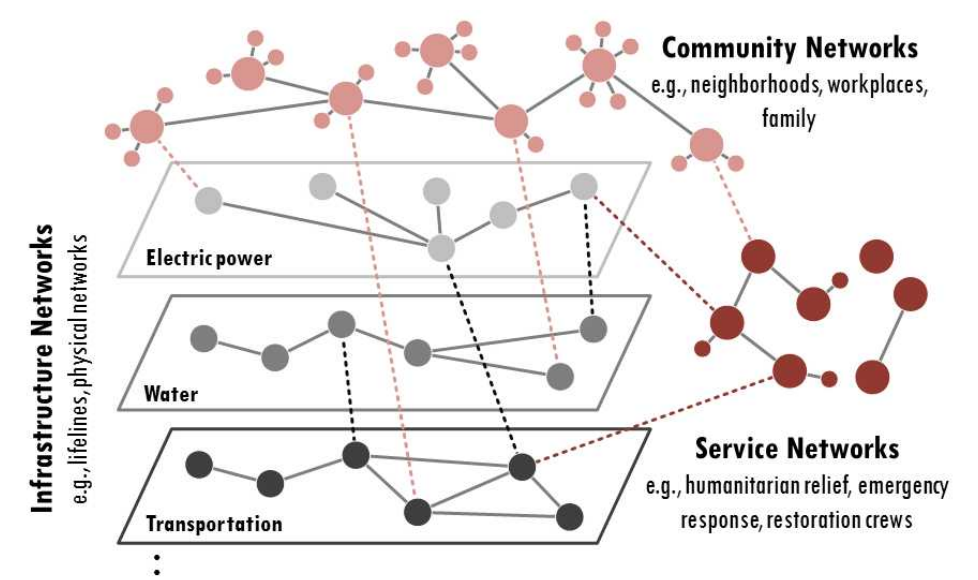 Community Networks
e.g., neighborhoods, workplaces,
family
Infrastructure Networks
e.g., lifelines, physical networks
Electric power
Water
Transportation
Service Networks
e.g., humanitarian relief, emergency
response, restoration crews